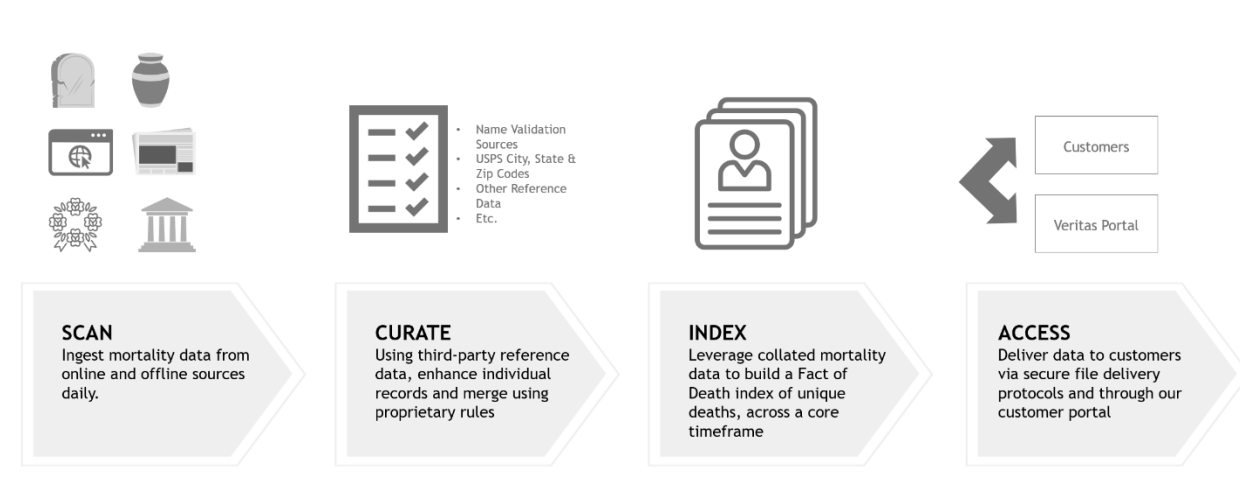 • Name Validation
Sources
• USPS City, State &
Zip Codes
• Other Reference
Data
• Etc.
Customers
Veritas Portal
SCAN
Ingest mortality data from
online and offline sources
daily.
CURATE
Using third-party reference
data, enhance individual
records and merge using
proprietary rules
INDEX
Leverage collated mortality
data to build a Fact of
Death index of unique
deaths, across a core
timeframe
ACCESS
Deliver data to customers
via secure file delivery
protocols and through our
customer portal